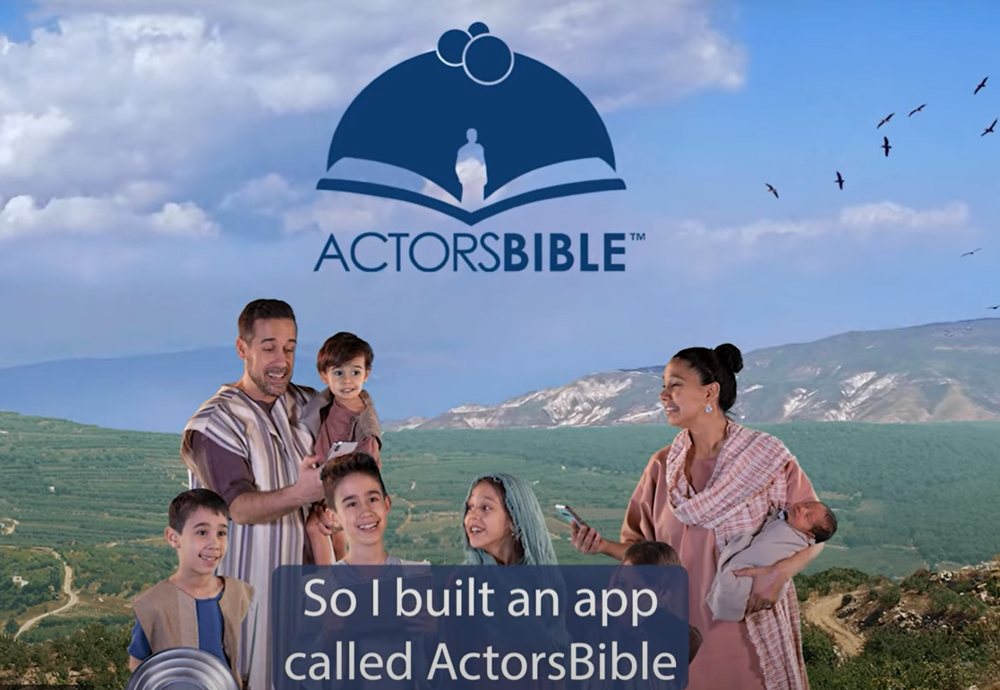 ACTORSBIBLE™
So I built an app
called ActorsBible